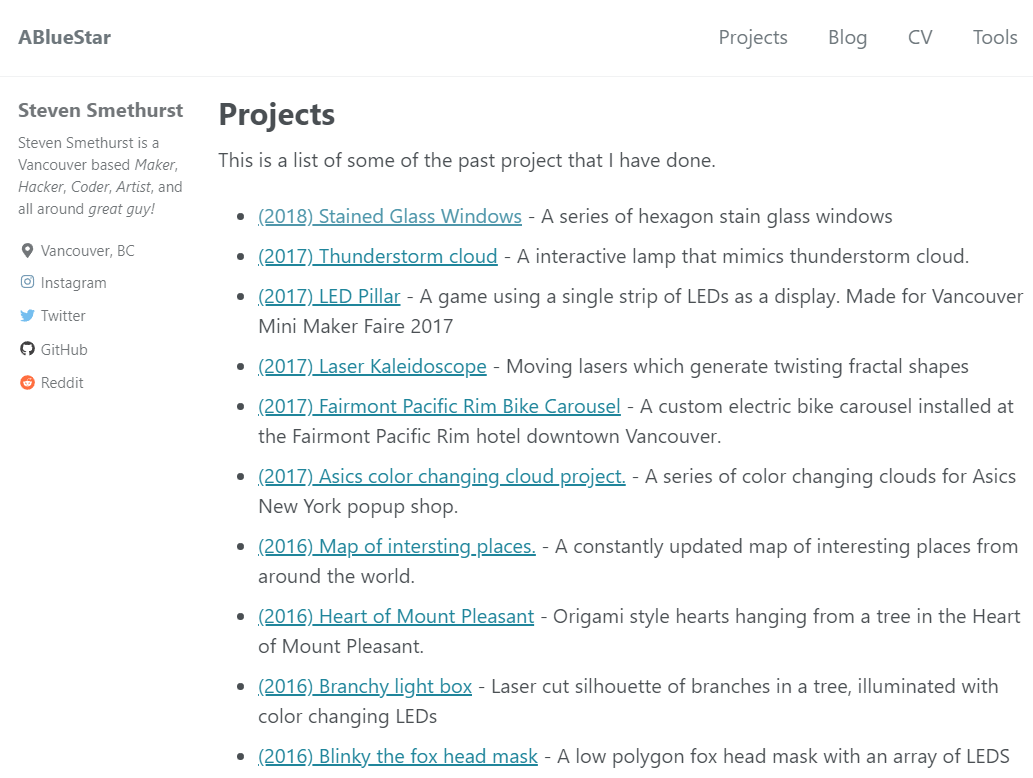 ABlueStar
Projects
Blog
CV
Tools
Steven Smethurst
Steven Smethurst is a
Vancouver based Maker,
Hacker, Coder, Artist, and
all around great guy!
Vancouver, BC
Instagram
Twitter
GitHub
Reddit
Projects
This is a list of some of the past project that I have done.
(2018) Stained Glass Windows - A series of hexagon stain glass windows
(2017) Thunderstorm cloud - A interactive lamp that mimics thunderstorm cloud.
(2017) LED Pillar - A game using a single strip of LEDs as a display. Made for Vancouver
Mini Maker Faire 2017
(2017) Laser Kaleidoscope - Moving lasers which generate twisting fractal shapes
(2017) Fairmont Pacific Rim Bike Carousel - A custom electric bike carousel installed at
the Fairmont Pacific Rim hotel downtown Vancouver.
(2017) Asics color changing cloud project. - A series of color changing clouds for Asics
New York popup shop.
(2016) Map of intersting places. - A constantly updated map of interesting places from
around the world.
(2016) Heart of Mount Pleasant - Origami style hearts hanging from a tree in the Heart
of Mount Pleasant.
(2016) Branchy light box - Laser cut silhouette of branches in a tree, illuminated with
color changing LEDs
(2016) Blinky the fox head mask - A low polygon fox head mask with an array of LEDS